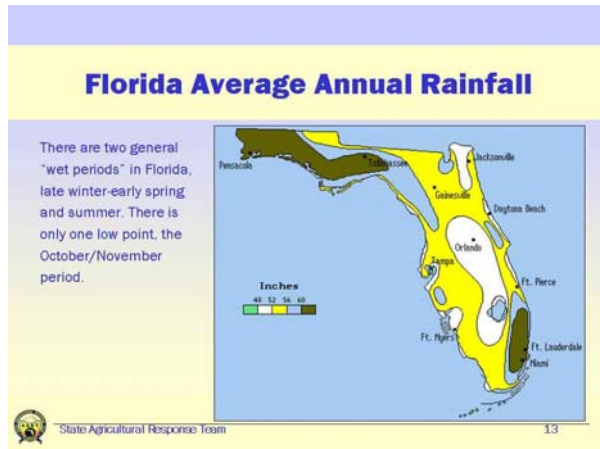 Florida Average Annual Rainfall
There are two general
"wet periods" in Florida,
late winter-early spring
and summer. There is
only one low point, the
October/November
period.
Pensacola
Tallahassee
Jacksonville
Gainesville
Daytona Beach
Orlando
Tampa
Ft. Pierce
Inches
48 52 56 60
Ft. Myers
Ft. Lauderdale
Miami
State Agricultural Response Team
13